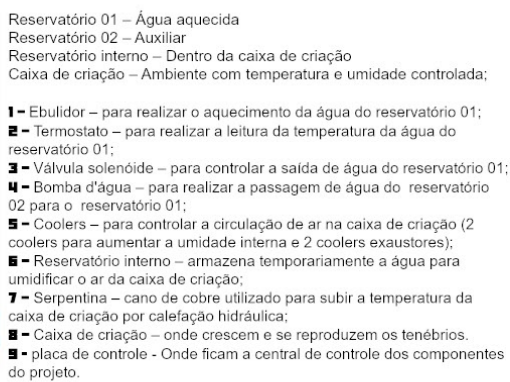 Reservatório 01 – Água aquecida
Reservatório 02 – Auxiliar
Reservatório interno – Dentro da caixa de criação
Caixa de criação – Ambiente com temperatura e umidade controlada;
1 – Ebulidor – para realizar o aquecimento da água do reservatório 01;
2 – Termostato – para realizar a leitura da temperatura da água do
reservatório 01;
3 – Válvula solenóide – para controlar a saída de água do reservatório 01;
4 – Bomba d'água – para realizar a passagem de água do reservatório
02 para o reservatório 01;
5 – Coolers – para controlar a circulação de ar na caixa de criação (2
coolers para aumentar a umidade interna e 2 coolers exaustores);
6 – Reservatório interno – armazena temporariamente a água para
umidificar o ar da caixa de criação;
7 – Serpentina – cano de cobre utilizado para subir a temperatura da
caixa de criação por calefação hidráulica;
8 – Caixa de criação – onde crescem e se reproduzem os tenébrios.
9 - placa de controle - Onde ficam a central de controle dos componentes
do projeto.